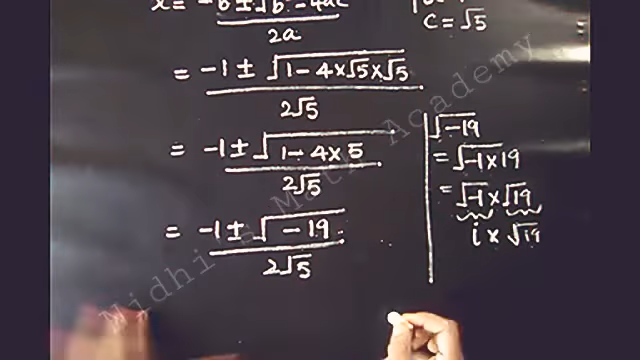 x = -b ± √b² - 4ac / 2a
c = √5
= -1 ± √1 - 4×√5×√5 / 2√5
= -1 ± √1 - 4 × 5 / 2√5
= -1 ± √-19 / 2√5
√-19
= √-1 × 19
= √-1 × √19
i × √19
Midhi's Math Academy